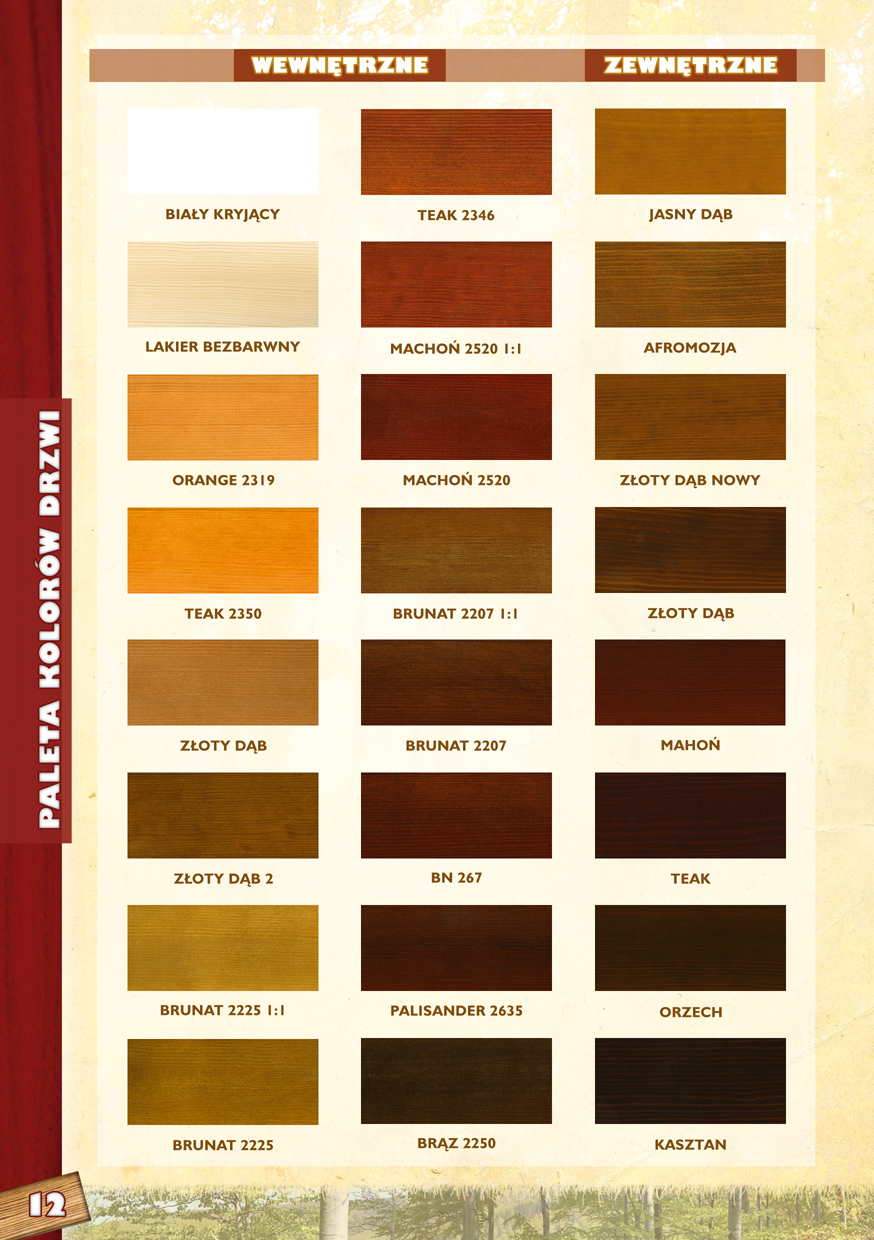 WEWNĘTRZNE ZEWNĘTRZNE
BIAŁY KRYJĄCY TEAK 2346 JASNY DĄB
LAKIER BEZBARWNY MACHOŃ 2520 1:1 AFROMOZJA
ORANGE 2319 MACHOŃ 2520 ZŁOTY DĄB NOWY
TEAK 2350 BRUNAT 2207 1:1 ZŁOTY DĄB
ZŁOTY DĄB BRUNAT 2207 MAHOŃ
ZŁOTY DĄB 2 BN 267 TEAK
BRUNAT 2225 1:1 PALISANDER 2635 ORZECH
BRUNAT 2225 BRĄZ 2250 KASZTAN
PALETA KOLORÓW DRZWI
12